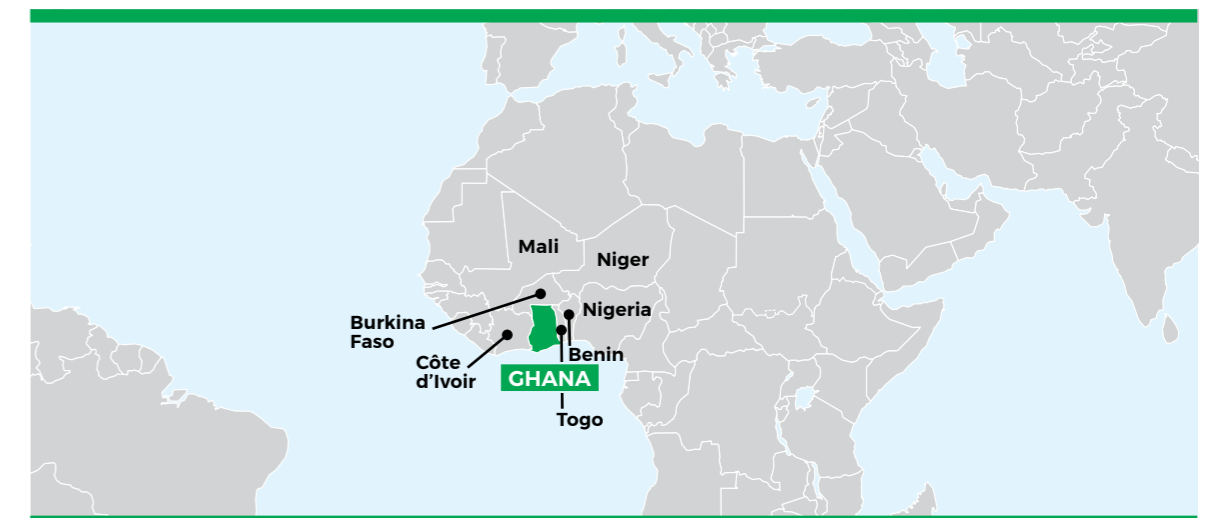 Mali
Niger
Nigeria
Burkina
Faso
Benin
Côte
d’Ivoir
GHANA
Togo